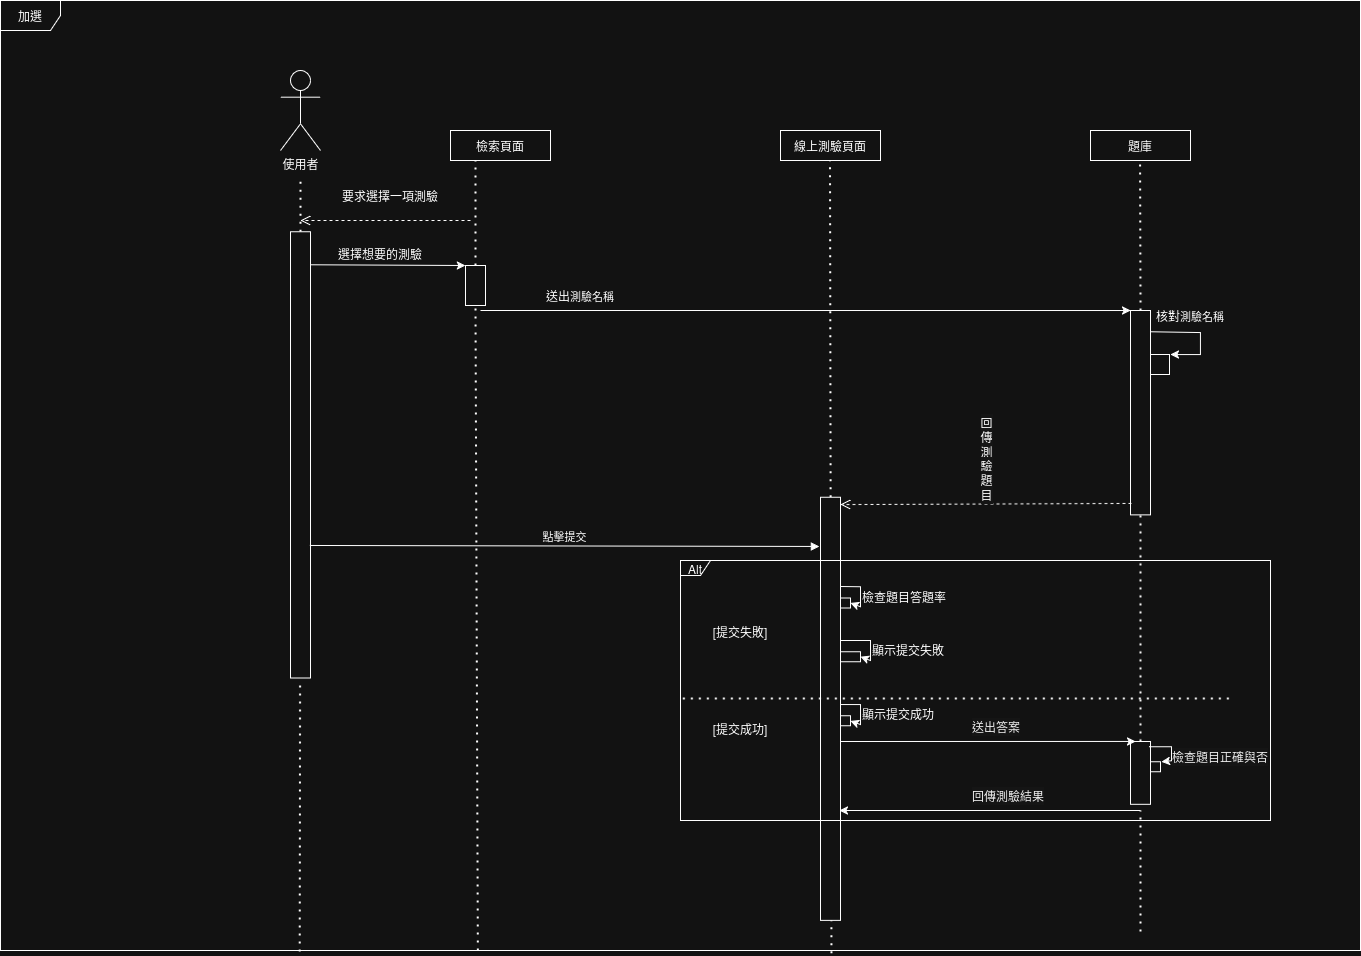 加選
檢索頁面
線上測驗頁面
題庫
使用者
要求選擇一項測驗
選擇想要的測驗
送出測驗名稱
核對測驗名稱
回傳測驗題目
點擊提交
Alt
檢查題目答題率
[提交失敗]
顯示提交失敗
顯示提交成功
[提交成功]
送出答案
檢查題目正確與否
回傳測驗結果